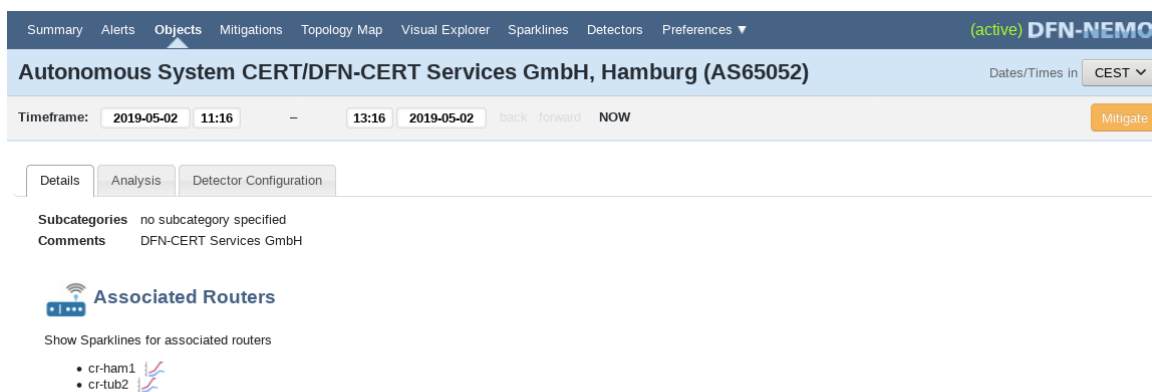 Summary Alerts Objects Mitigations Topology Map Visual Explorer Sparklines Detectors Preferences ▼ (active) DFN-NEMO
Autonomous System CERT/DFN-CERT Services GmbH, Hamburg (AS65052) Dates/Times in CEST
Timeframe: 2019-05-02 11:16 – 13:16 2019-05-02 back forward NOW Mitigate
Details Analysis Detector Configuration
Subcategories no subcategory specified
Comments DFN-CERT Services GmbH
Associated Routers
Show Sparklines for associated routers
• cr-ham1
• cr-tub2